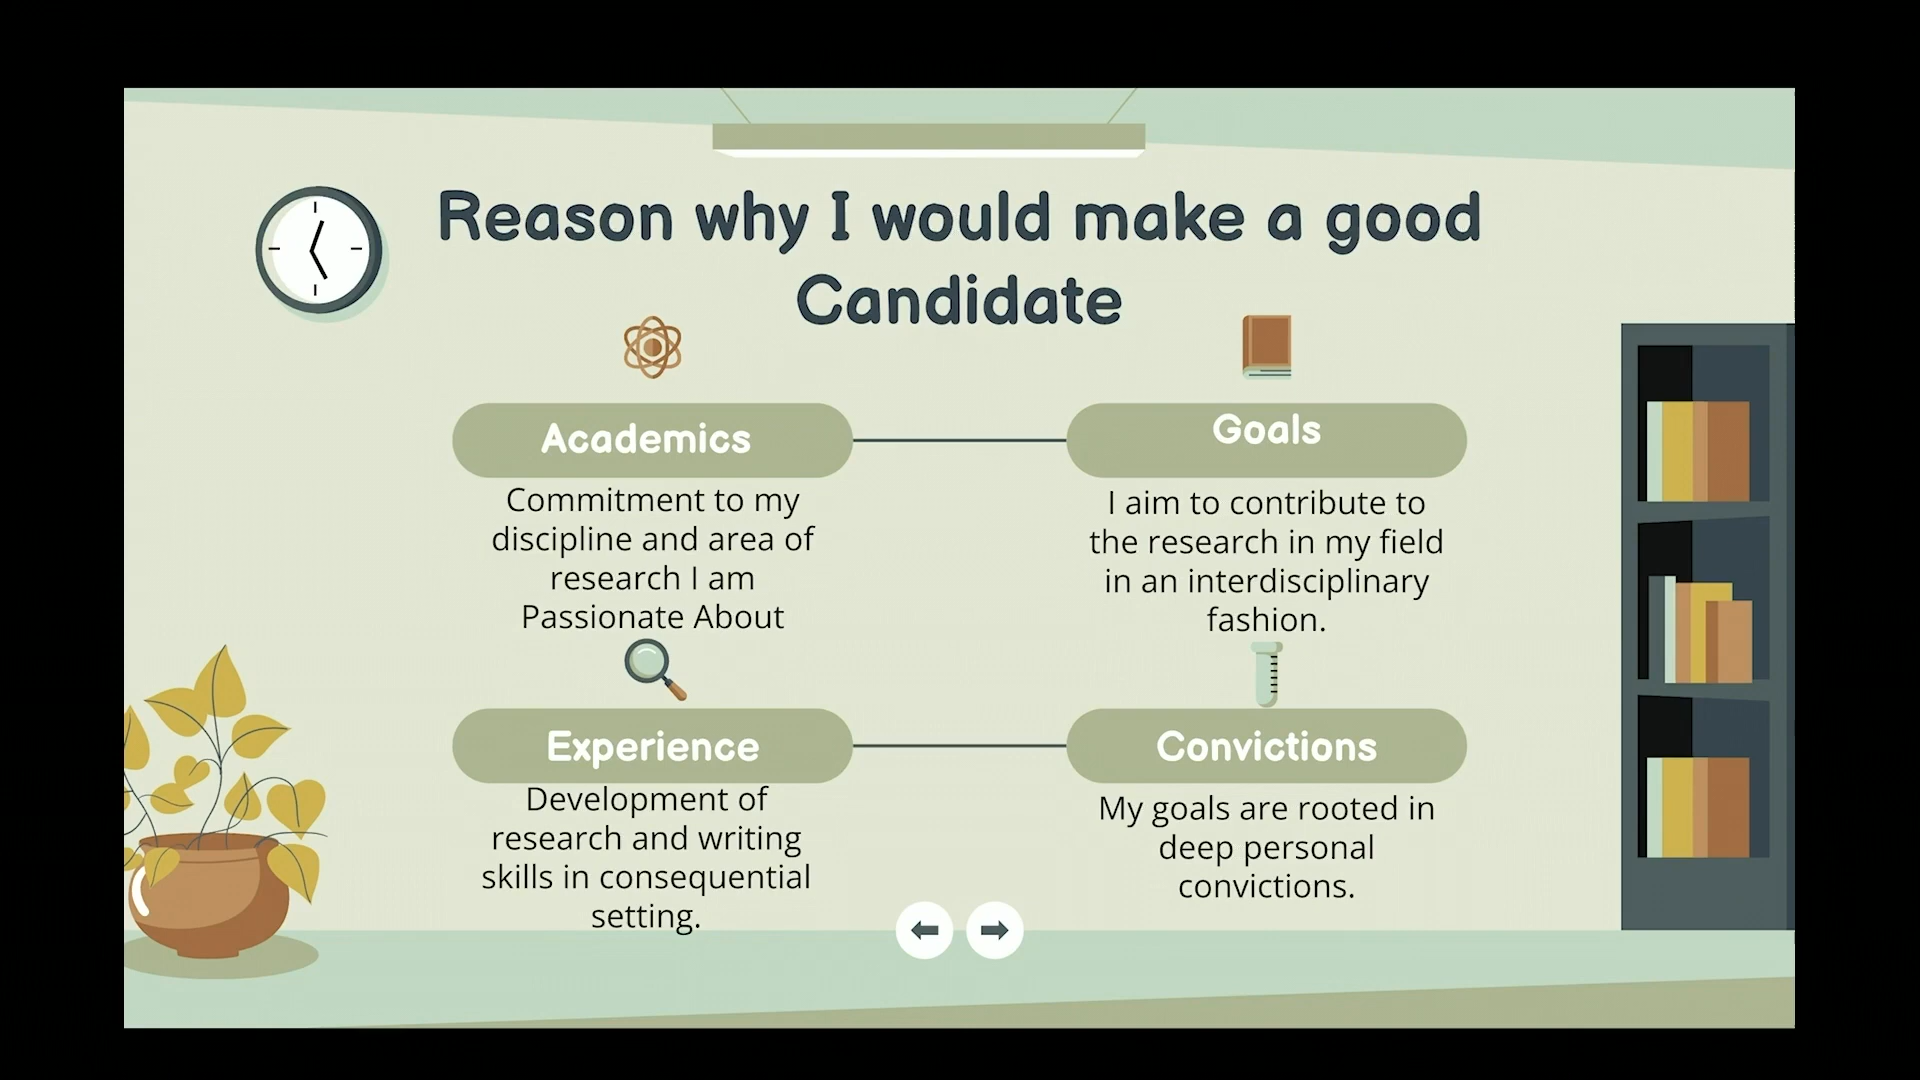 Reason why I would make a good
Candidate
Academics
Commitment to my
discipline and area of
research I am
Passionate About
Goals
I aim to contribute to
the research in my field
in an interdisciplinary
fashion.
Experience
Development of
research and writing
skills in consequential
setting.
Convictions
My goals are rooted in
deep personal
convictions.